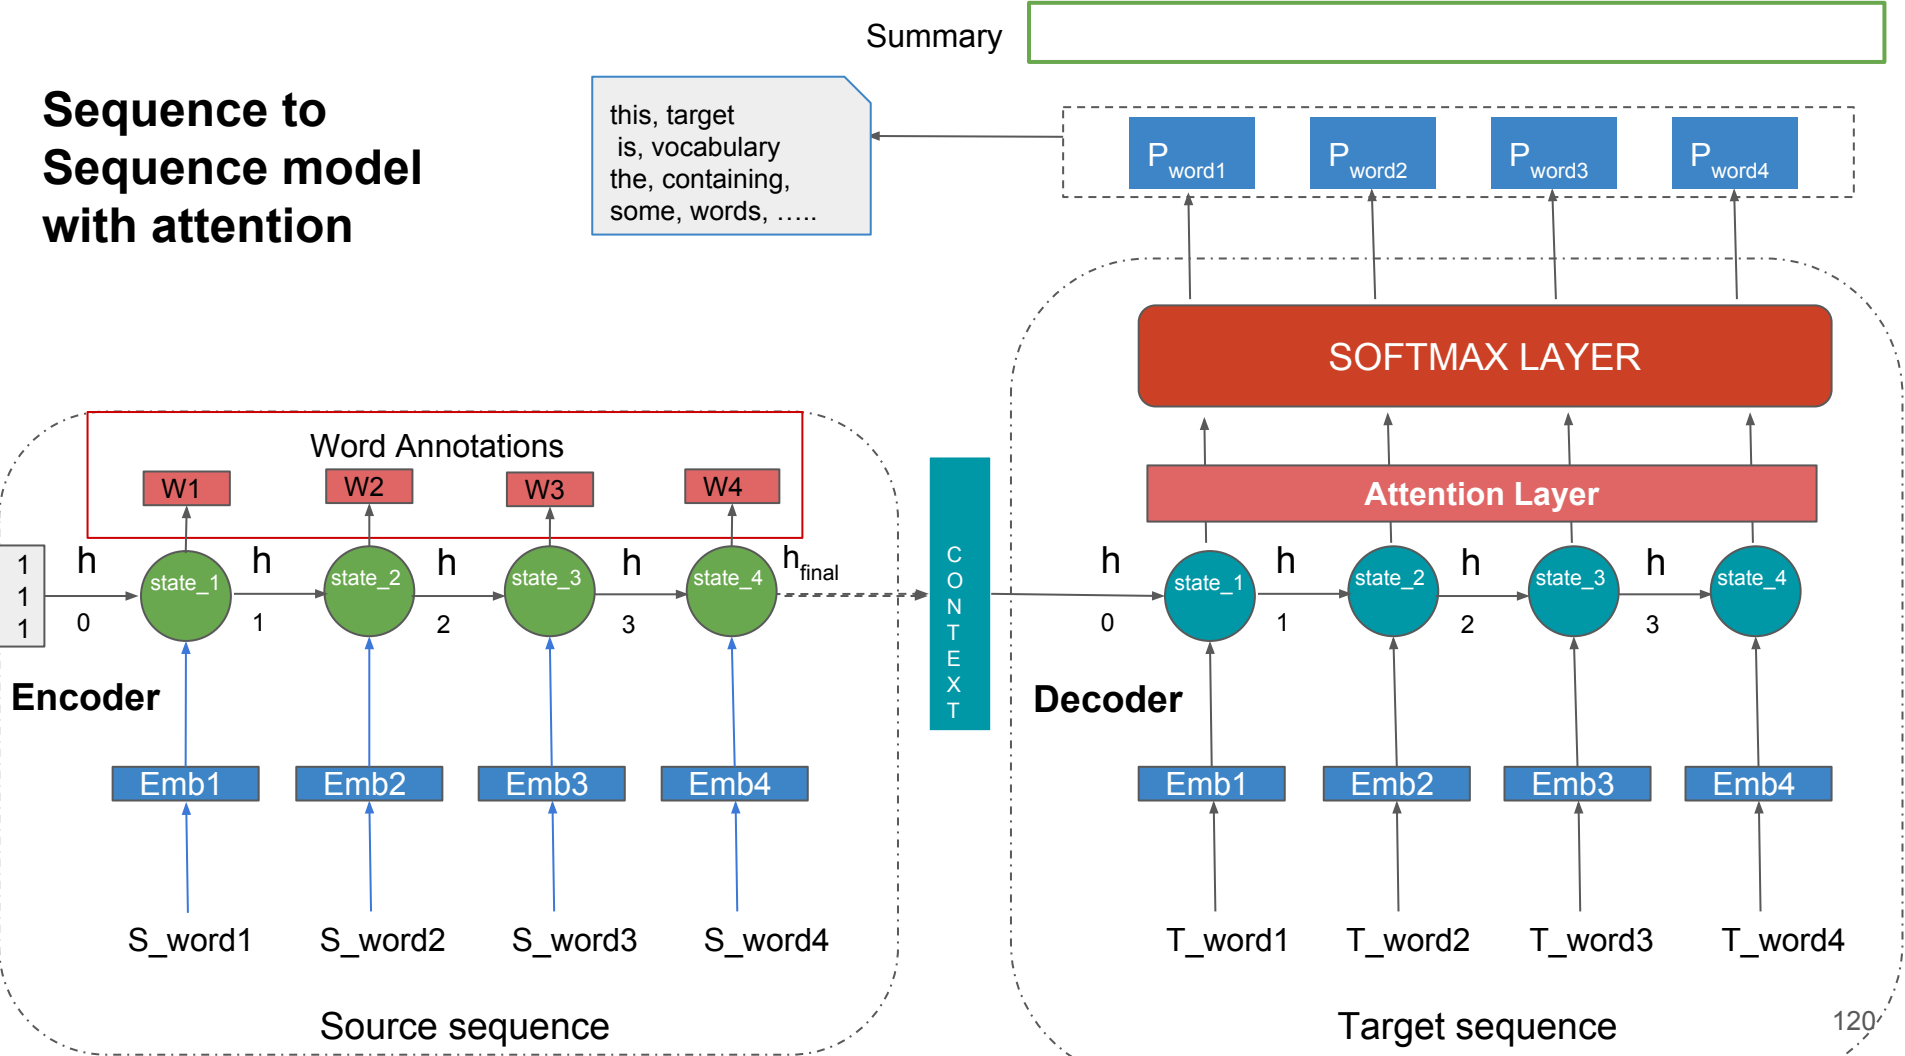 Summary
Sequence to
Sequence model
with attention
this, target
is, vocabulary
the, containing,
some, words, …..
P word1 P word2 P word3 P word4
SOFTMAX LAYER
Word Annotations
W1 W2 W3 W4
Attention Layer
1
1
1
h 0 state_1 h 1 state_2 h 2 state_3 h 3 state_4 h final
CONTEXT
h 0 state_1 h 1 state_2 h 2 state_3 h 3 state_4
Encoder
Decoder
Emb1 Emb2 Emb3 Emb4
Emb1 Emb2 Emb3 Emb4
S_word1 S_word2 S_word3 S_word4
T_word1 T_word2 T_word3 T_word4
Source sequence
Target sequence
120